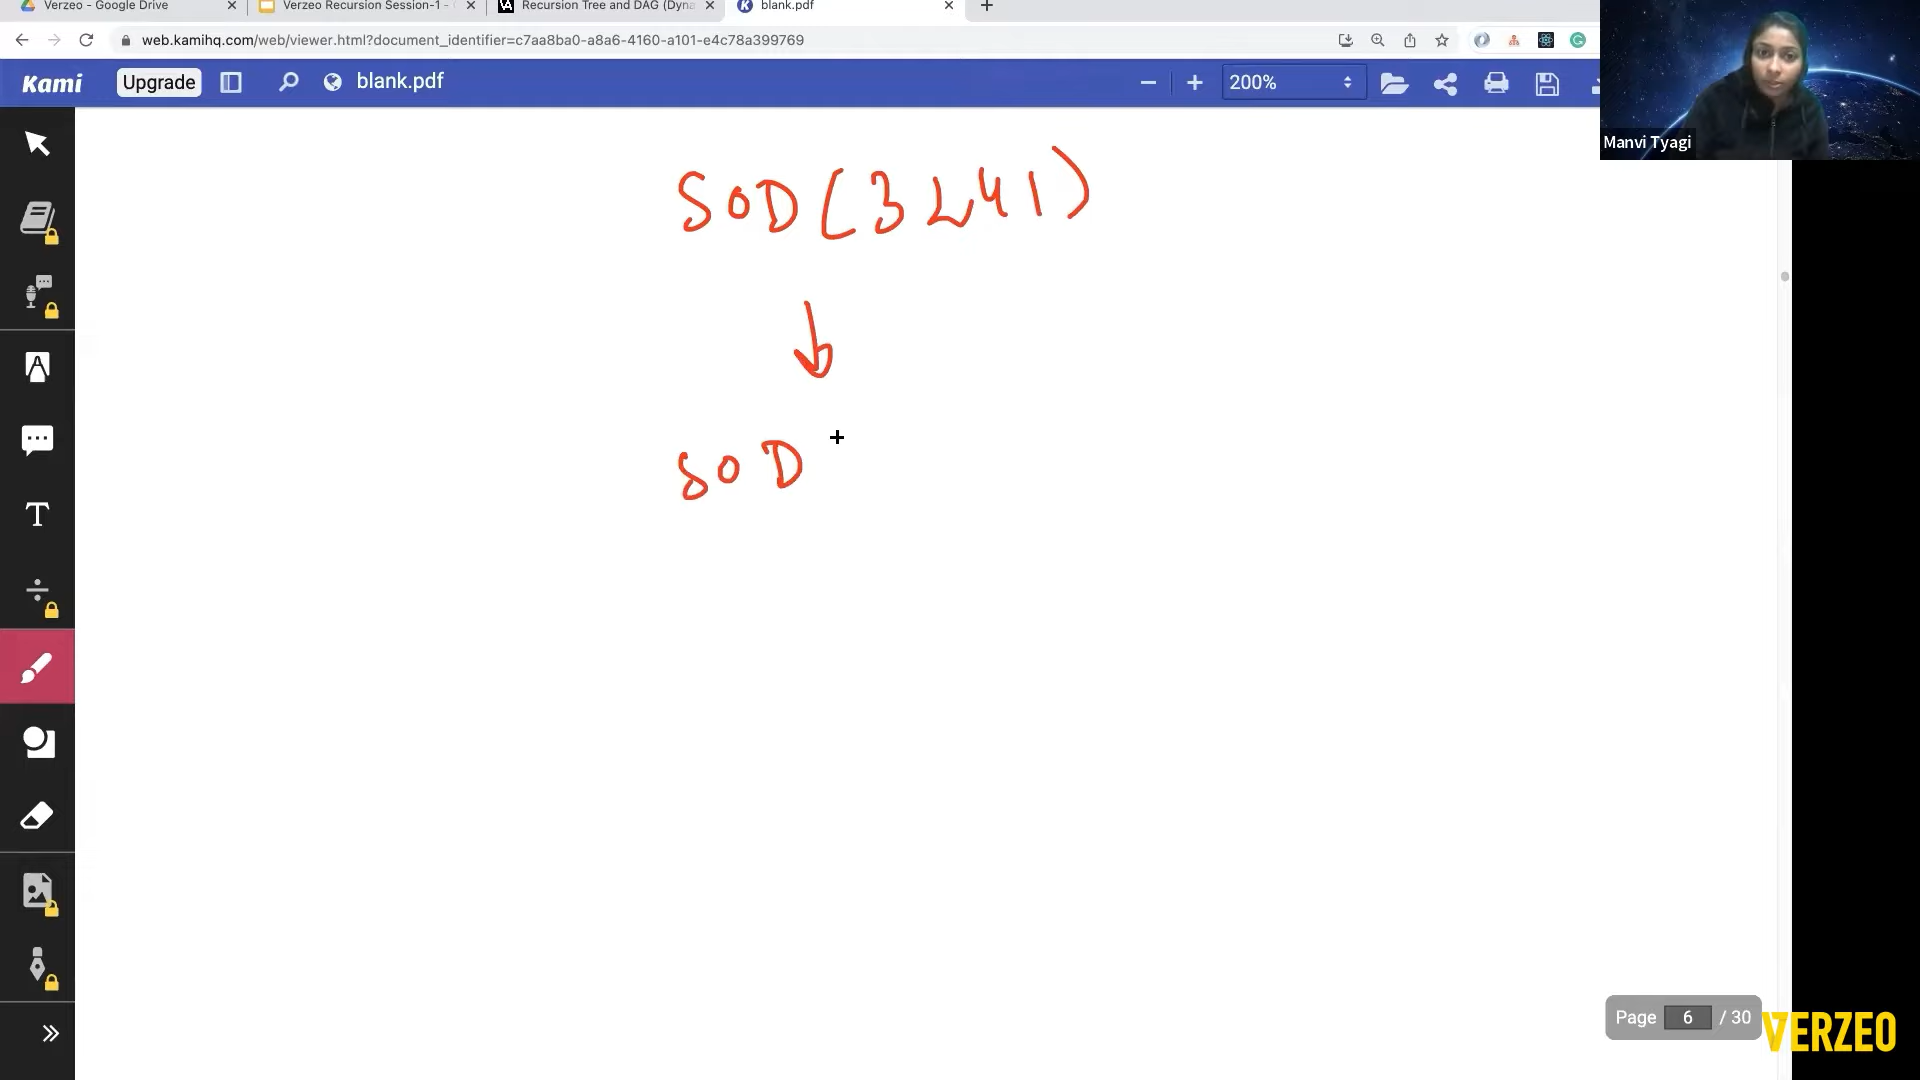 Verzeo - Google Drive
Verzeo Recursion Session-1 -
Recursion Tree and DAG (Dyna
blank.pdf
web.kamihq.com/web/viewer.html?document_identifier=c7aa8ba0-a8a6-4160-a101-e4c78a399769
Kami
Upgrade
blank.pdf
200%
Manvi Tyagi
SOD(3241)
SOD
Page 6 / 30
VERZEO